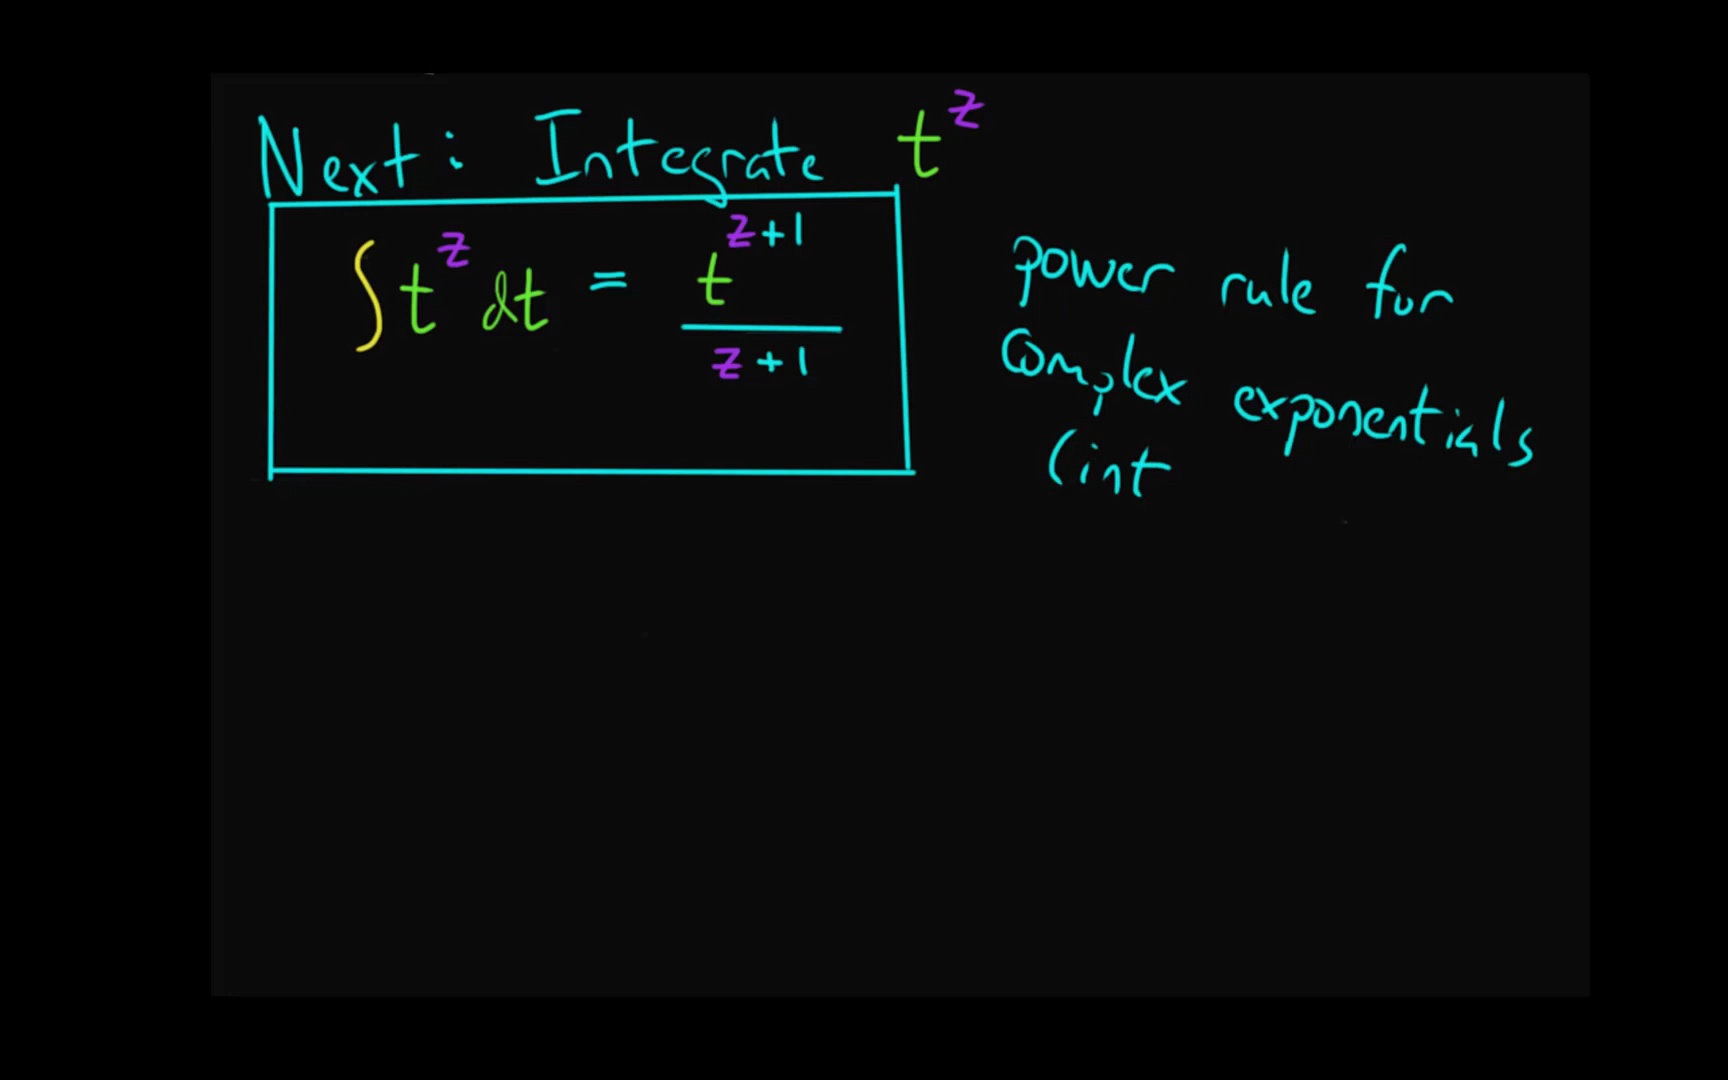 Next: Integrate t^z
∫ t^z dt = t^(z+1) / (z+1)
power rule for
complex exponentials
(int